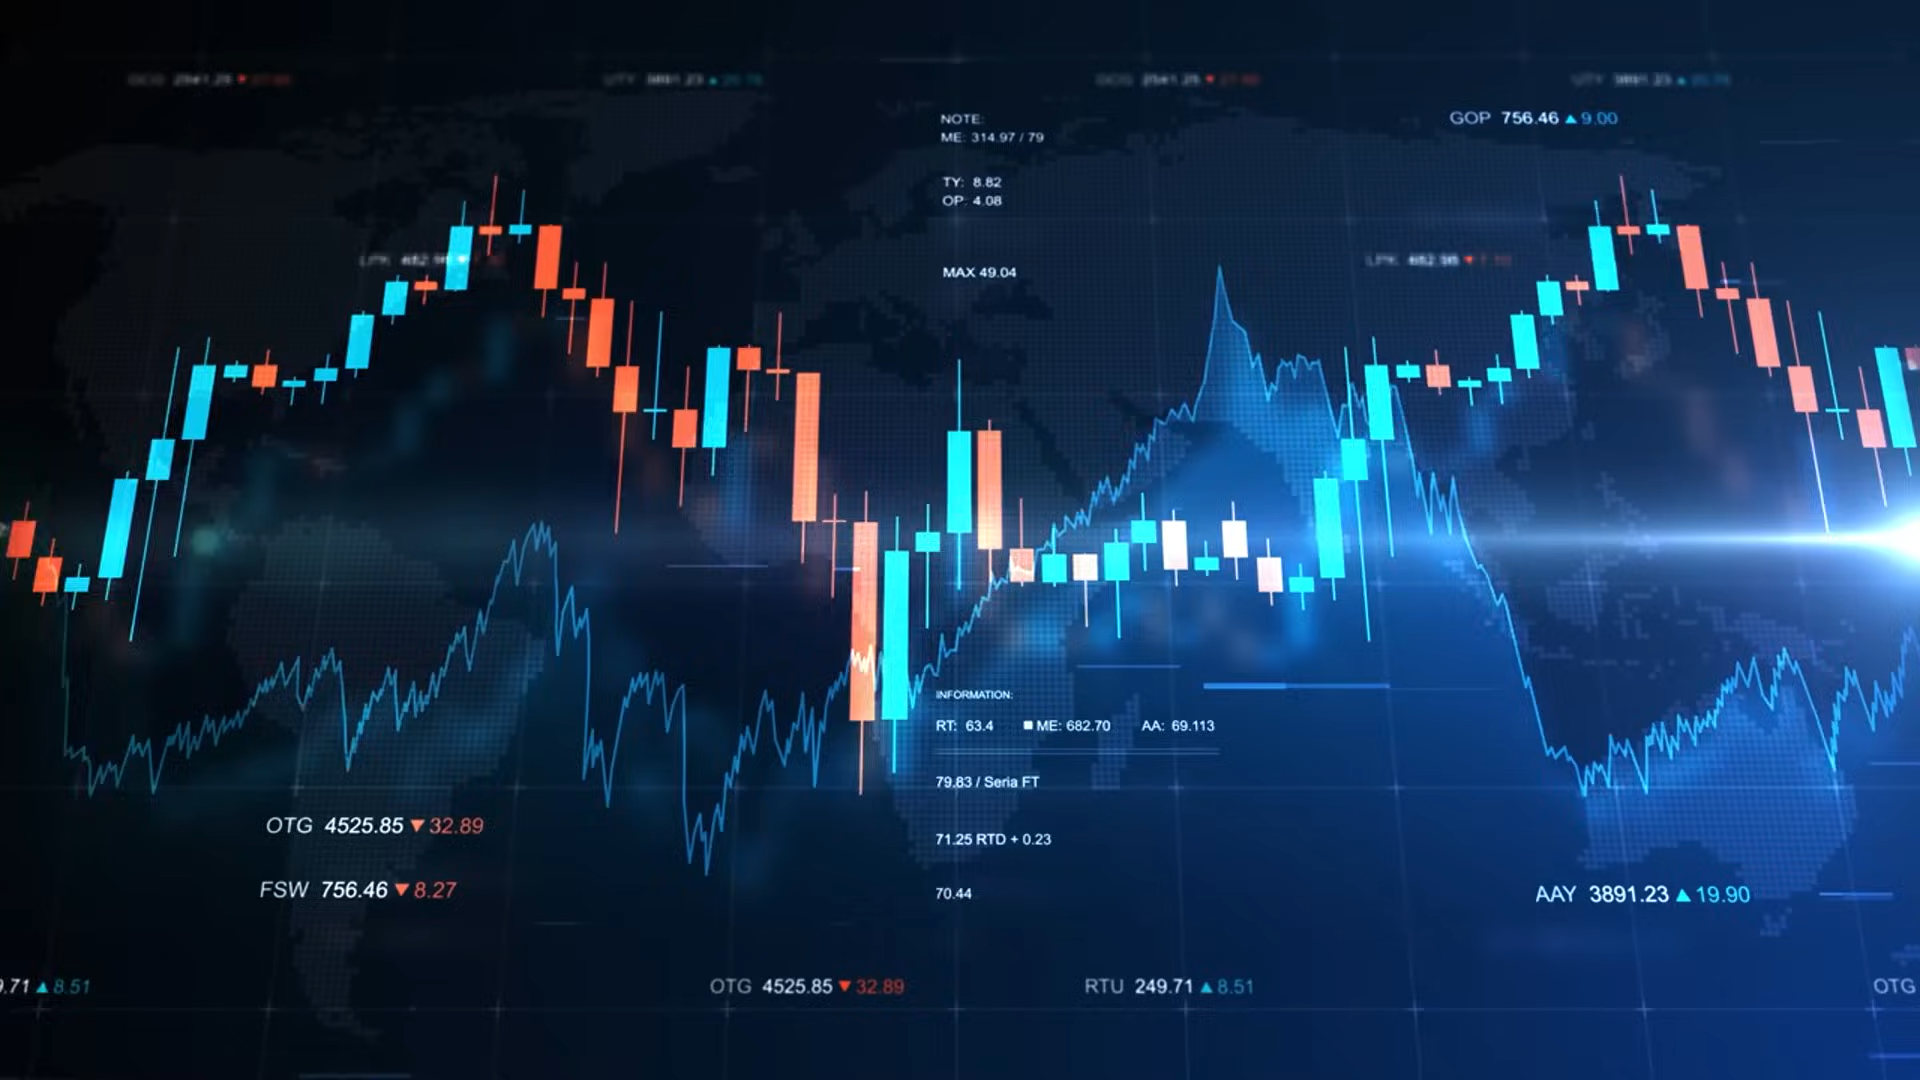 NOTE:
ME: 314.97 / 79
GOP 756.46 ▲ 9.00
TY: 8.82
OP: 4.08
MAX 49.04
INFORMATION:
RT: 63.4 ■ ME: 682.70 AA: 69.113
79.83 / Seria FT
71.25 RTD + 0.23
70.44
OTG 4525.85 ▼ 32.89
FSW 756.46 ▼ 8.27
AAY 3891.23 ▲ 19.90
9.71 ▲ 8.51
OTG 4525.85 ▼ 32.89
RTU 249.71 ▲ 8.51
OTG